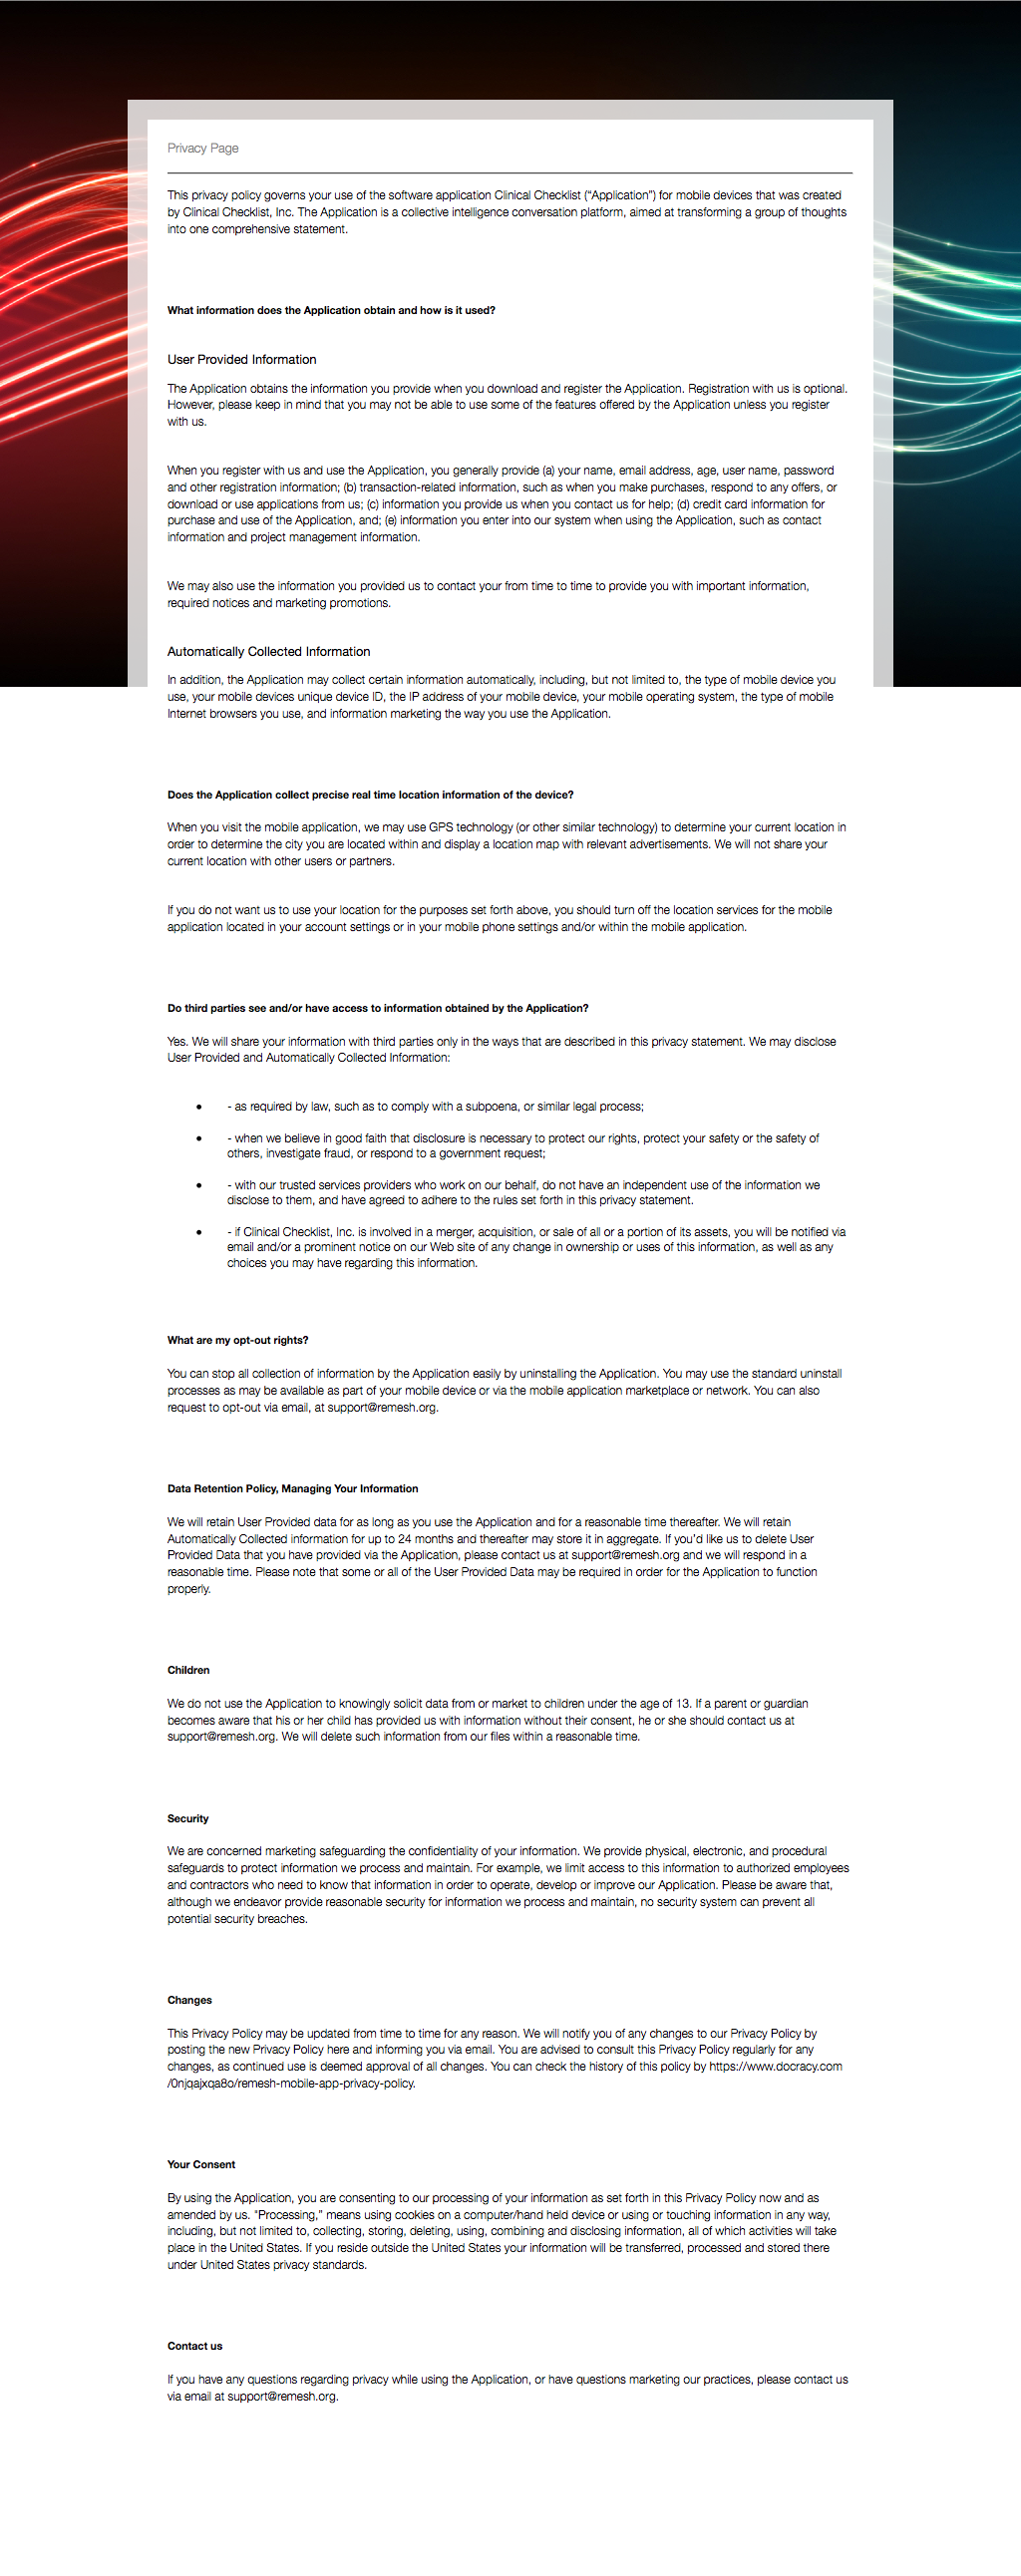 Privacy Page
This privacy policy governs your use of the software application Clinical Checklist (“Application”) for mobile devices that was created
by Clinical Checklist, Inc. The Application is a collective intelligence conversation platform, aimed at transforming a group of thoughts
into one comprehensive statement.
What information does the Application obtain and how is it used?
User Provided Information
The Application obtains the information you provide when you download and register the Application. Registration with us is optional.
However, please keep in mind that you may not be able to use some of the features offered by the Application unless you register
with us.
When you register with us and use the Application, you generally provide (a) your name, email address, age, user name, password
and other registration information; (b) transaction-related information, such as when you make purchases, respond to any offers, or
download or use applications from us; (c) information you provide us when you contact us for help; (d) credit card information for
purchase and use of the Application, and; (e) information you enter into our system when using the Application, such as contact
information and project management information.
We may also use the information you provided us to contact your from time to time to provide you with important information,
required notices and marketing promotions.
Automatically Collected Information
In addition, the Application may collect certain information automatically, including, but not limited to, the type of mobile device you
use, your mobile devices unique device ID, the IP address of your mobile device, your mobile operating system, the type of mobile
Internet browsers you use, and information marketing the way you use the Application.
Does the Application collect precise real time location information of the device?
When you visit the mobile application, we may use GPS technology (or other similar technology) to determine your current location in
order to determine the city you are located within and display a location map with relevant advertisements. We will not share your
current location with other users or partners.
If you do not want us to use your location for the purposes set forth above, you should turn off the location services for the mobile
application located in your account settings or in your mobile phone settings and/or within the mobile application.
Do third parties see and/or have access to information obtained by the Application?
Yes. We will share your information with third parties only in the ways that are described in this privacy statement. We may disclose
User Provided and Automatically Collected Information:
• - as required by law, such as to comply with a subpoena, or similar legal process;
• - when we believe in good faith that disclosure is necessary to protect our rights, protect your safety or the safety of
others, investigate fraud, or respond to a government request;
• - with our trusted services providers who work on our behalf, do not have an independent use of the information we
disclose to them, and have agreed to adhere to the rules set forth in this privacy statement.
• - if Clinical Checklist, Inc. is involved in a merger, acquisition, or sale of all or a portion of its assets, you will be notified via
email and/or a prominent notice on our Web site of any change in ownership or uses of this information, as well as any
choices you may have regarding this information.
What are my opt-out rights?
You can stop all collection of information by the Application easily by uninstalling the Application. You may use the standard uninstall
processes as may be available as part of your mobile device or via the mobile application marketplace or network. You can also
request to opt-out via email, at support@remesh.org.
Data Retention Policy, Managing Your Information
We will retain User Provided data for as long as you use the Application and for a reasonable time thereafter. We will retain
Automatically Collected information for up to 24 months and thereafter may store it in aggregate. If you’d like us to delete User
Provided Data that you have provided via the Application, please contact us at support@remesh.org and we will respond in a
reasonable time. Please note that some or all of the User Provided Data may be required in order for the Application to function
properly.
Children
We do not use the Application to knowingly solicit data from or market to children under the age of 13. If a parent or guardian
becomes aware that his or her child has provided us with information without their consent, he or she should contact us at
support@remesh.org. We will delete such information from our files within a reasonable time.
Security
We are concerned marketing safeguarding the confidentiality of your information. We provide physical, electronic, and procedural
safeguards to protect information we process and maintain. For example, we limit access to this information to authorized employees
and contractors who need to know that information in order to operate, develop or improve our Application. Please be aware that,
although we endeavor provide reasonable security for information we process and maintain, no security system can prevent all
potential security breaches.
Changes
This Privacy Policy may be updated from time to time for any reason. We will notify you of any changes to our Privacy Policy by
posting the new Privacy Policy here and informing you via email. You are advised to consult this Privacy Policy regularly for any
changes, as continued use is deemed approval of all changes. You can check the history of this policy by https://www.docracy.com
/0njqajxqa8o/remesh-mobile-app-privacy-policy.
Your Consent
By using the Application, you are consenting to our processing of your information as set forth in this Privacy Policy now and as
amended by us. “Processing,” means using cookies on a computer/hand held device or using or touching information in any way,
including, but not limited to, collecting, storing, deleting, using, combining and disclosing information, all of which activities will take
place in the United States. If you reside outside the United States your information will be transferred, processed and stored there
under United States privacy standards.
Contact us
If you have any questions regarding privacy while using the Application, or have questions marketing our practices, please contact us
via email at support@remesh.org.